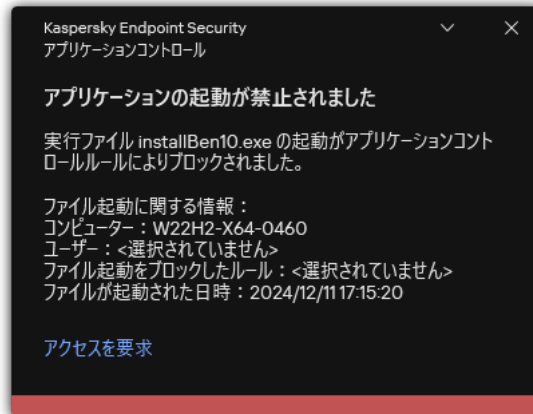 Kaspersky Endpoint Security
アプリケーションコントロール
アプリケーションの起動が禁止されました
実行ファイル installBen10.exe の起動がアプリケーションコント
ロールルールによりブロックされました。
ファイル起動に関する情報：
コンピューター：W22H2-X64-0460
ユーザー：<選択されていません>
ファイル起動をブロックしたルール：<選択されていません>
ファイルが起動された日時：2024/12/11 17:15:20
アクセスを要求